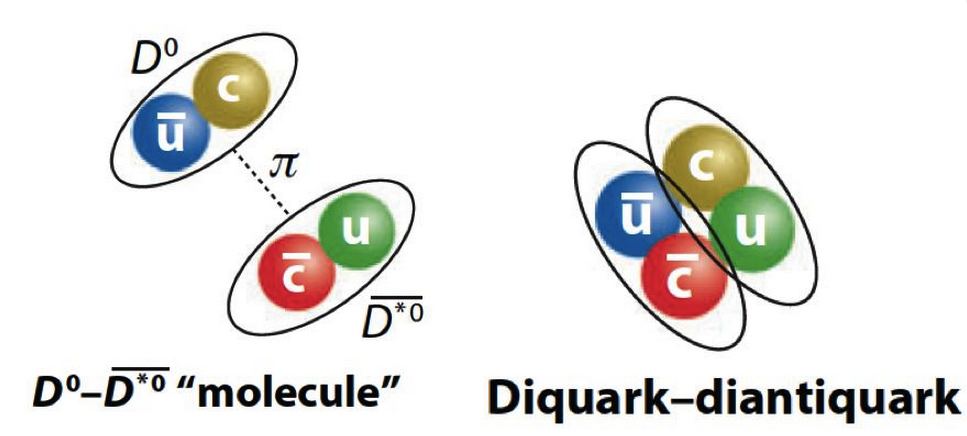 D⁰
c
u̅
π
u
c̅
D̅*⁰
D⁰–D̅*⁰ “molecule”
c
u̅
u
c̅
Diquark–diantiquark